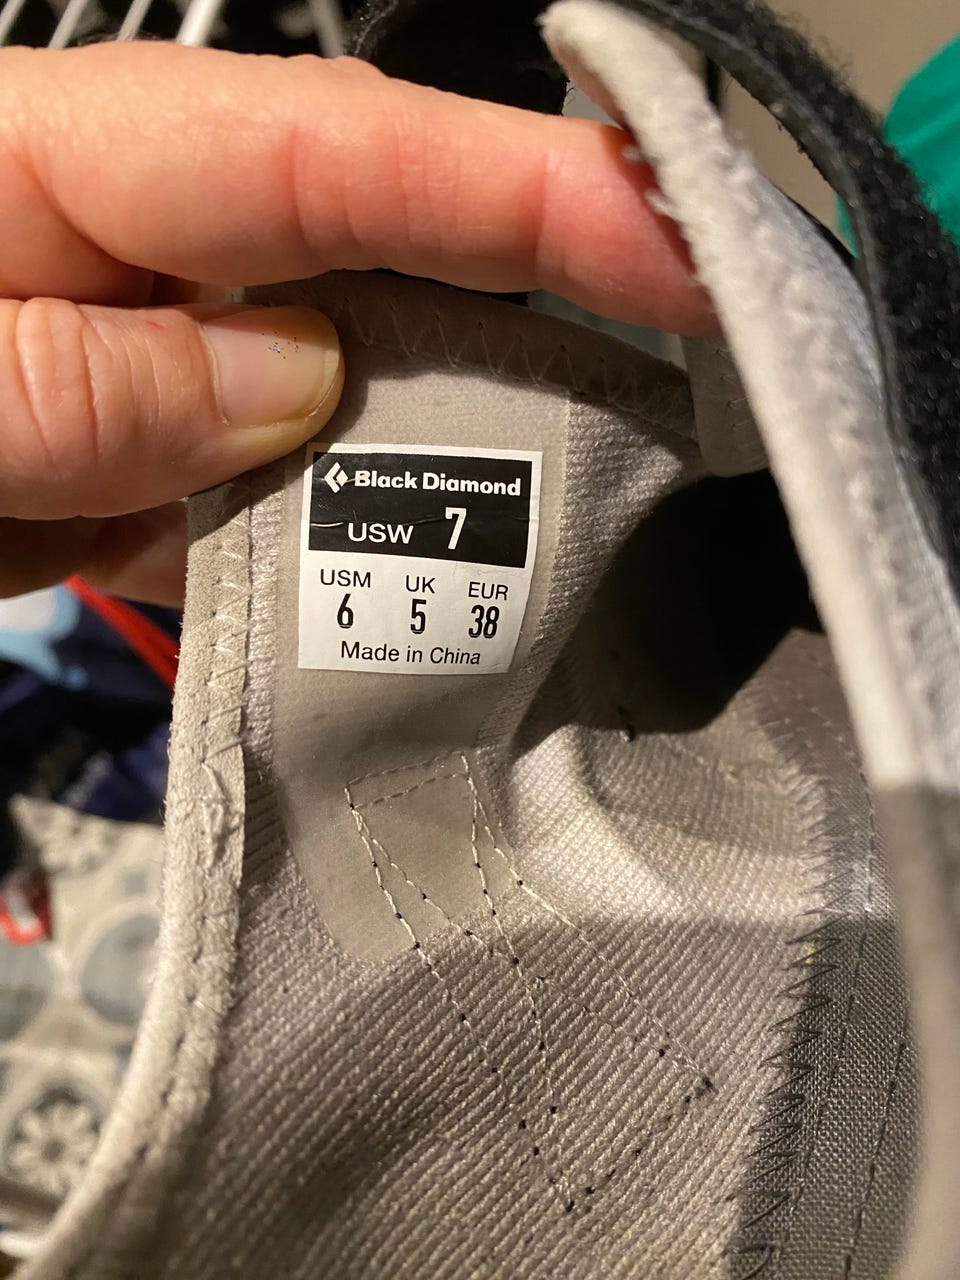 Black Diamond
USW 7
USM UK EUR
6 5 38
Made in China